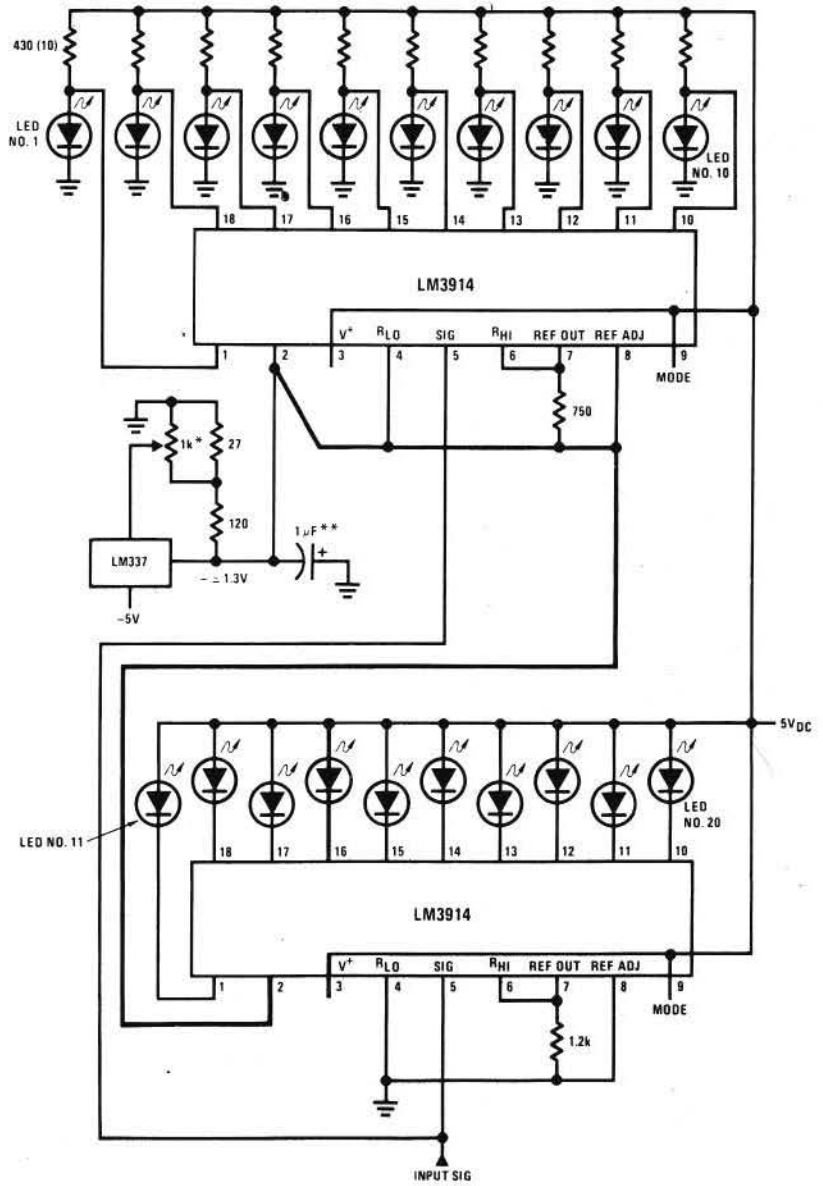 430 (10)
LED
NO. 1
LED
NO. 10
18 17 16 15 14 13 12 11 10
LM3914
V+ RLO SIG RHI REF OUT REF ADJ
1 2 3 4 5 6 7 8 9
MODE
750
1k* 27
120
1 μF**
LM337
- ≃ 1.3V
-5V
5VDC
LED
NO. 20
LED NO. 11
18 17 16 15 14 13 12 11 10
LM3914
V+ RLO SIG RHI REF OUT REF ADJ
1 2 3 4 5 6 7 8 9
MODE
1.2k
INPUT SIG